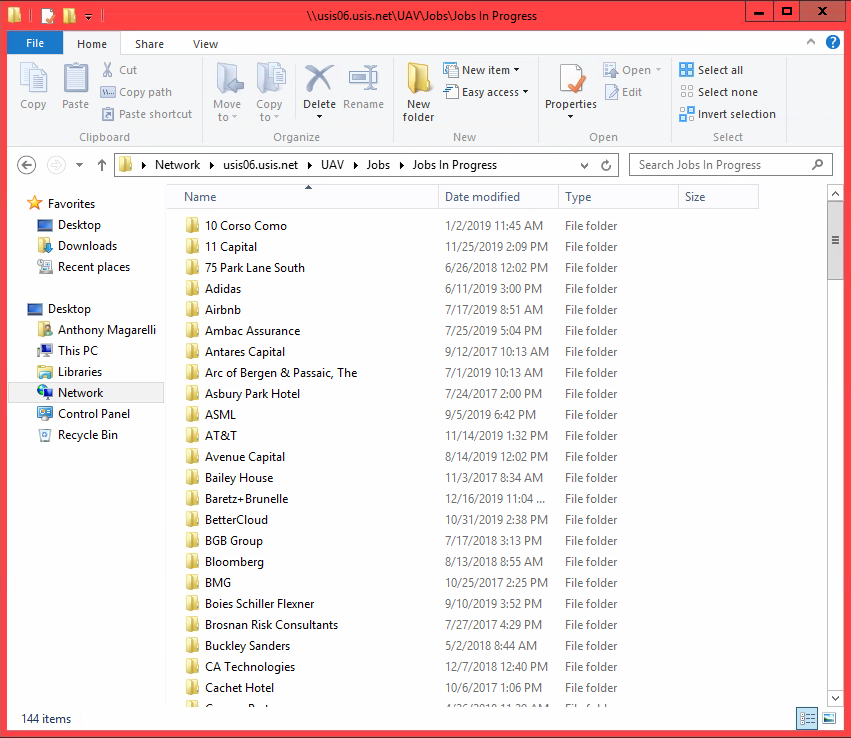 \\usis06.usis.net\UAV\Jobs\Jobs In Progress
File Home Share View
Copy
Paste
Cut
Copy path
Paste shortcut
Clipboard
Move to
Copy to
Delete
Rename
Organize
New folder
New item
Easy access
New
Properties
Open
Edit
Open
Select all
Select none
Invert selection
Select
Network usis06.usis.net UAV Jobs Jobs In Progress
Search Jobs In Progress
Favorites
Desktop
Downloads
Recent places
Desktop
Anthony Magarelli
This PC
Libraries
Network
Control Panel
Recycle Bin
Name Date modified Type Size
10 Corso Como 1/2/2019 11:45 AM File folder
11 Capital 11/25/2019 2:09 PM File folder
75 Park Lane South 6/26/2018 12:02 PM File folder
Adidas 6/11/2019 3:00 PM File folder
Airbnb 7/17/2019 8:51 AM File folder
Ambac Assurance 7/25/2019 5:04 PM File folder
Antares Capital 9/12/2017 10:13 AM File folder
Arc of Bergen & Passaic, The 7/1/2019 10:13 AM File folder
Asbury Park Hotel 7/24/2017 2:00 PM File folder
ASML 9/5/2019 6:42 PM File folder
AT&T 11/14/2019 1:32 PM File folder
Avenue Capital 8/14/2019 12:02 PM File folder
Bailey House 11/3/2017 8:34 AM File folder
Baretz+Brunelle 12/16/2019 11:04 ... File folder
BetterCloud 10/31/2019 2:38 PM File folder
BGB Group 7/17/2018 3:13 PM File folder
Bloomberg 8/13/2018 8:55 AM File folder
BMG 10/25/2017 2:25 PM File folder
Boies Schiller Flexner 9/10/2019 3:52 PM File folder
Brosnan Risk Consultants 7/27/2017 4:29 PM File folder
Buckley Sanders 5/2/2018 8:44 AM File folder
CA Technologies 12/7/2018 12:40 PM File folder
Cachet Hotel 10/6/2017 1:06 PM File folder
144 items